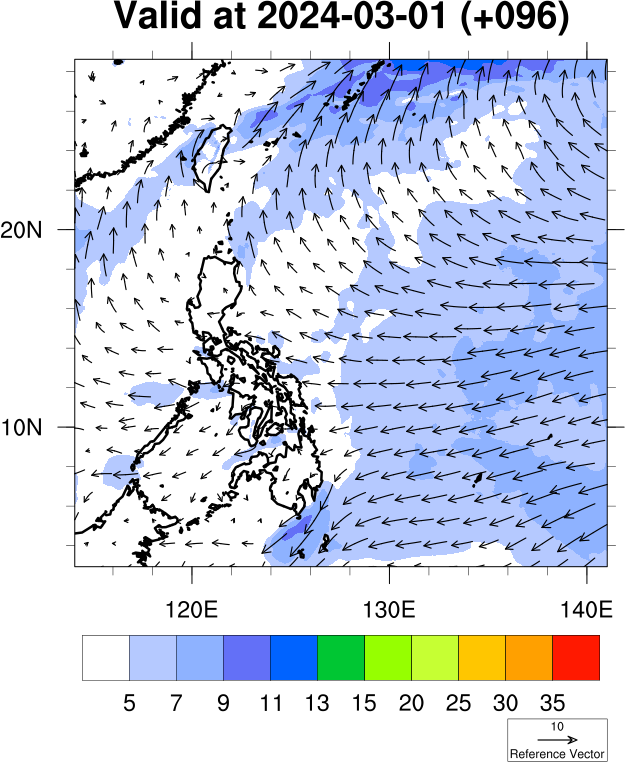 Valid at 2024-03-01 (+096)
20N
10N
120E 130E 140E
5 7 9 11 13 15 20 25 30 35
10
Reference Vector